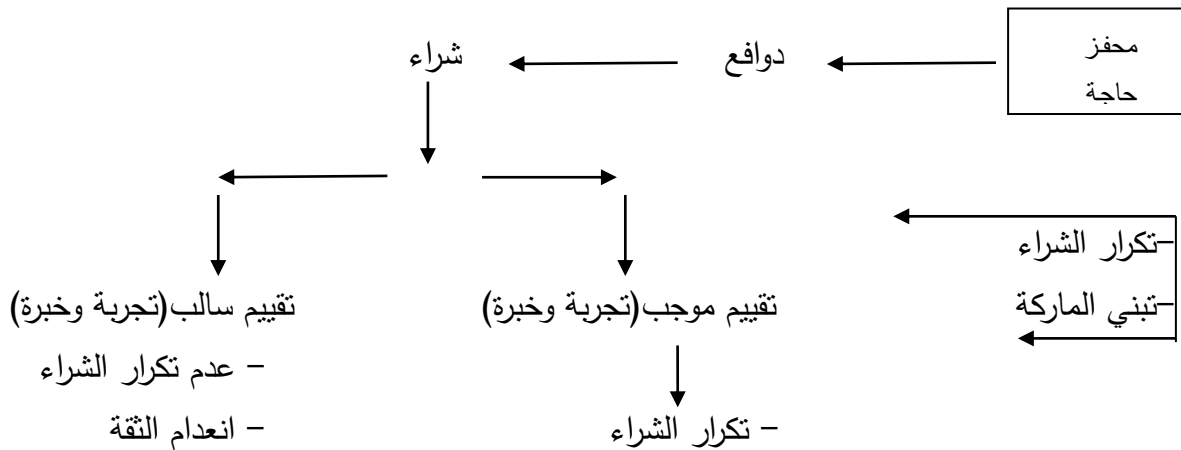 محفز
حاجة
دوافع
شراء
-تكرار الشراء
-تبني الماركة
تقييم موجب(تجربة وخبرة)
تقييم سالب(تجربة وخبرة)
- عدم تكرار الشراء
- تكرار الشراء
- انعدام الثقة